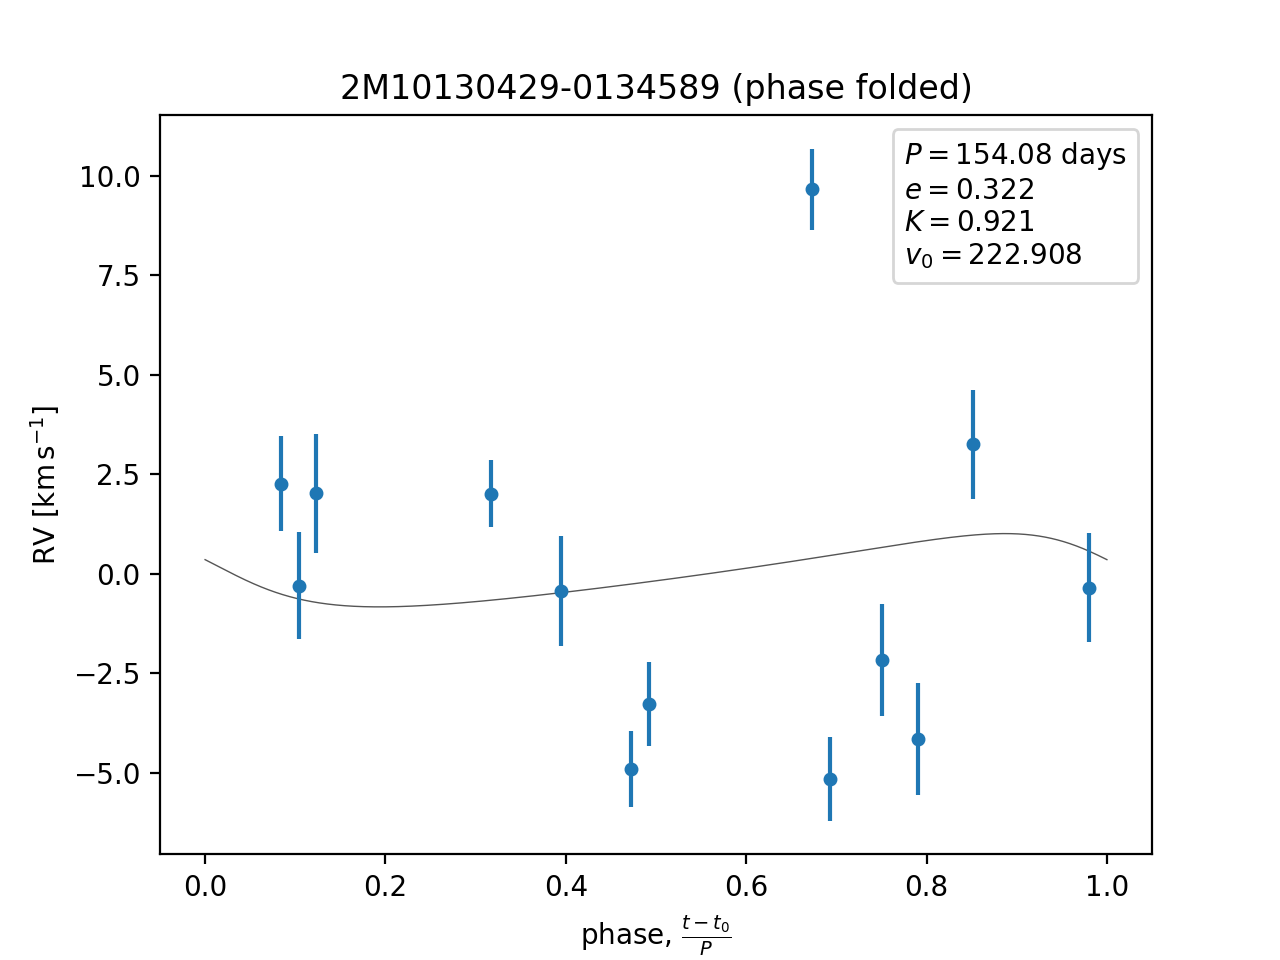 2M10130429-0134589 (phase folded)
P = 154.08 days
e = 0.322
K = 0.921
v₀ = 222.908
RV [km s⁻¹]
10.0
7.5
5.0
2.5
0.0
−2.5
−5.0
0.0 0.2 0.4 0.6 0.8 1.0
phase, (t − t₀)/P